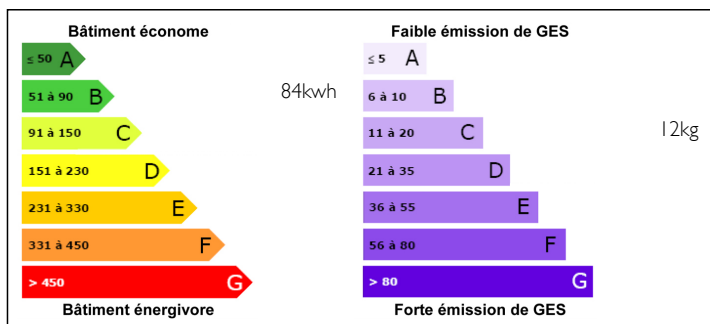 Bâtiment économe
≤ 50 A
51 à 90 B
84kwh
91 à 150 C
151 à 230 D
231 à 330 E
331 à 450 F
> 450 G
Bâtiment énergivore
Faible émission de GES
≤ 5 A
6 à 10 B
11 à 20 C
12kg
21 à 35 D
36 à 55 E
56 à 80 F
> 80 G
Forte émission de GES